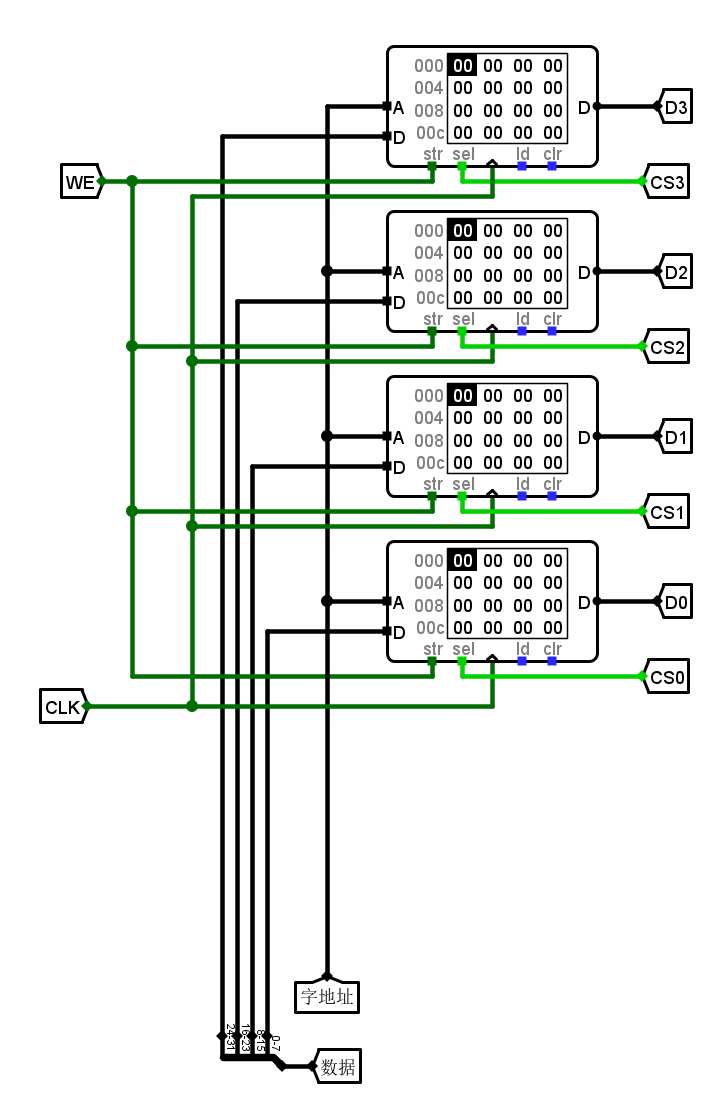 000 00 00 00 00
004 00 00 00 00
A 008 00 00 00 00 D D3
D 00c 00 00 00 00
str sel ld clr
WE CS3
000 00 00 00 00
004 00 00 00 00
A 008 00 00 00 00 D D2
D 00c 00 00 00 00
str sel ld clr
CS2
000 00 00 00 00
004 00 00 00 00
A 008 00 00 00 00 D D1
D 00c 00 00 00 00
str sel ld clr
CS1
000 00 00 00 00
004 00 00 00 00
A 008 00 00 00 00 D D0
D 00c 00 00 00 00
str sel ld clr
CS0
CLK
字地址
24-31 16-23 8-15 0-7
数据